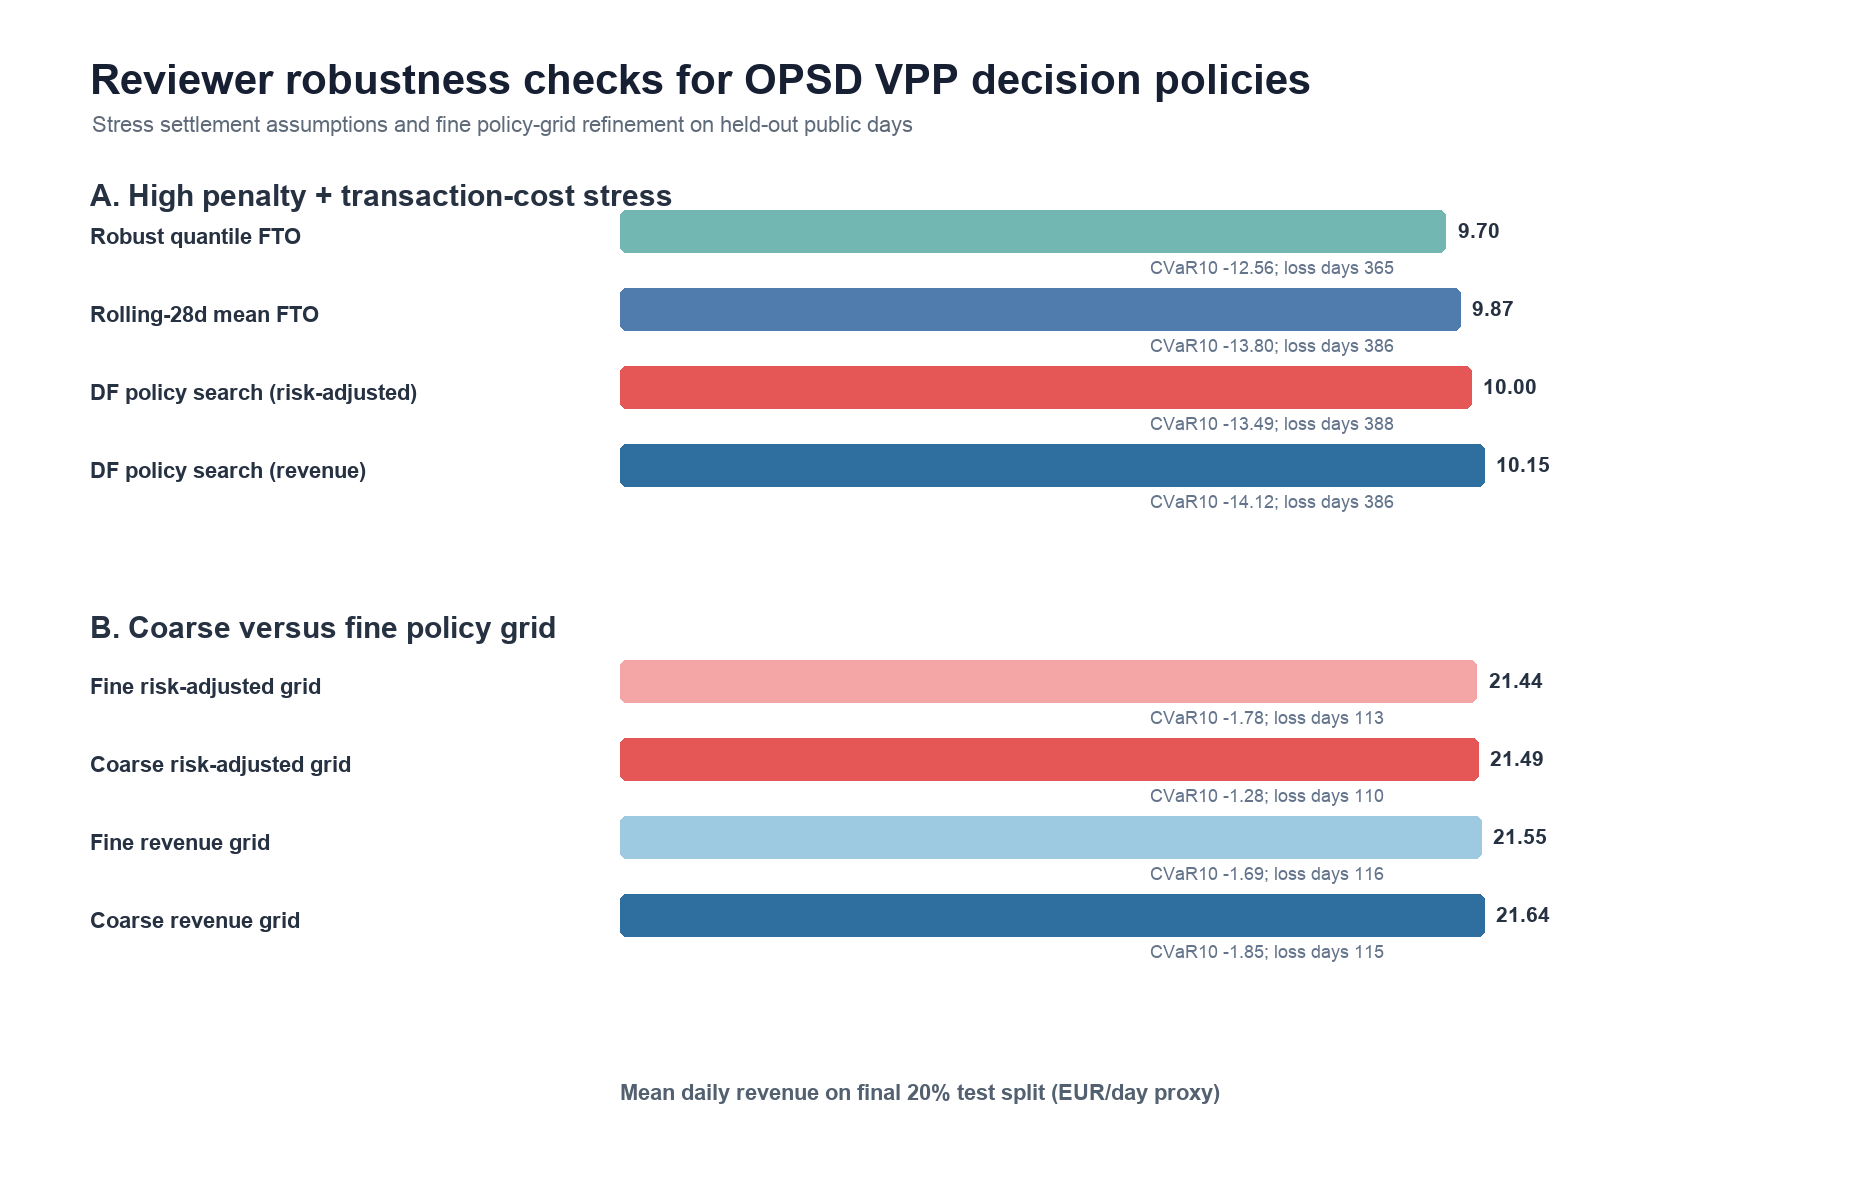 Reviewer robustness checks for OPSD VPP decision policies
Stress settlement assumptions and fine policy-grid refinement on held-out public days
A. High penalty + transaction-cost stress
Robust quantile FTO
9.70
CVaR10 -12.56; loss days 365
Rolling-28d mean FTO
9.87
CVaR10 -13.80; loss days 386
DF policy search (risk-adjusted)
10.00
CVaR10 -13.49; loss days 388
DF policy search (revenue)
10.15
CVaR10 -14.12; loss days 386
B. Coarse versus fine policy grid
Fine risk-adjusted grid
21.44
CVaR10 -1.78; loss days 113
Coarse risk-adjusted grid
21.49
CVaR10 -1.28; loss days 110
Fine revenue grid
21.55
CVaR10 -1.69; loss days 116
Coarse revenue grid
21.64
CVaR10 -1.85; loss days 115
Mean daily revenue on final 20% test split (EUR/day proxy)